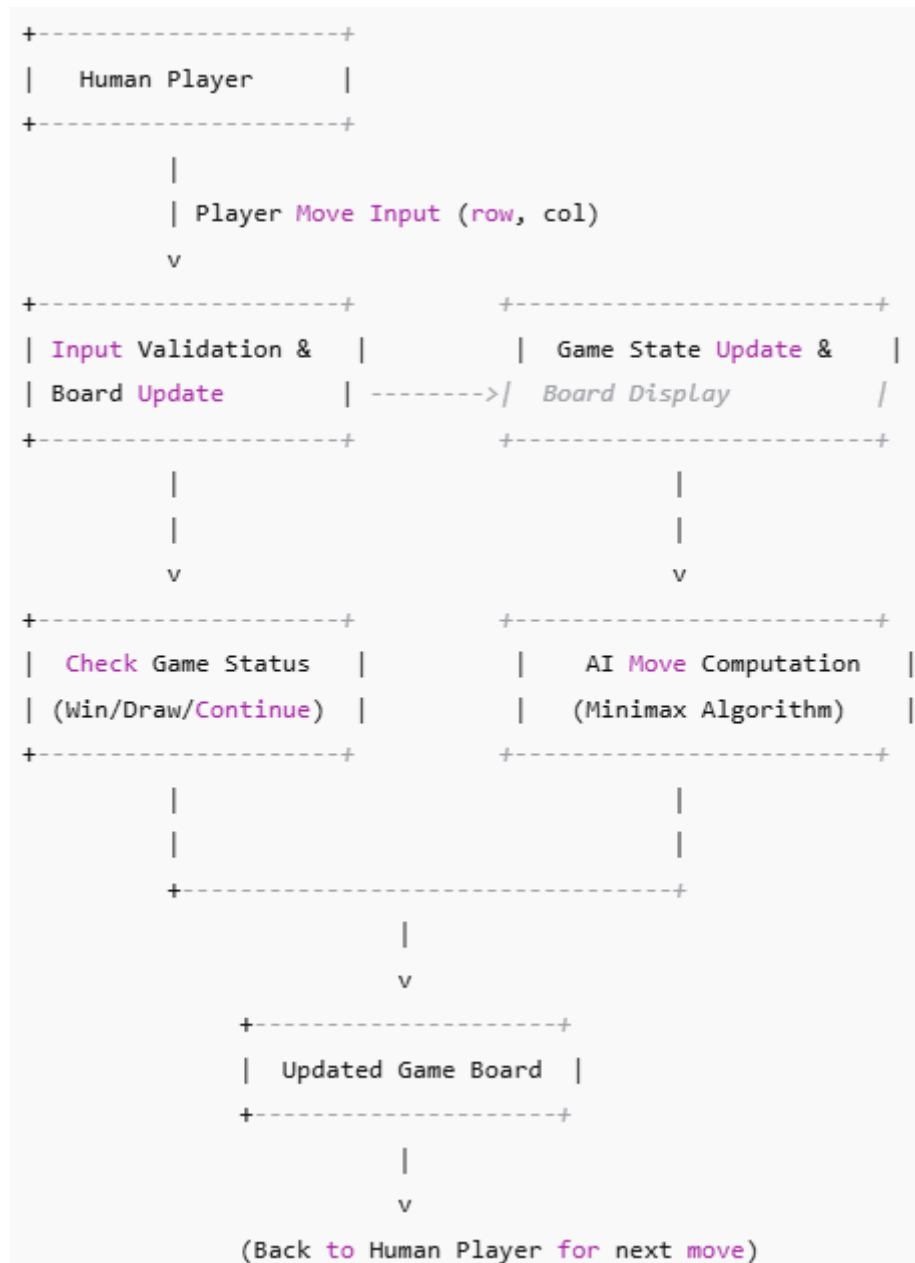 Human Player
Player Move Input (row, col)
Input Validation & Game State Update &
Board Update Board Display
Check Game Status AI Move Computation
(Win/Draw/Continue) (Minimax Algorithm)
Updated Game Board
(Back to Human Player for next move)